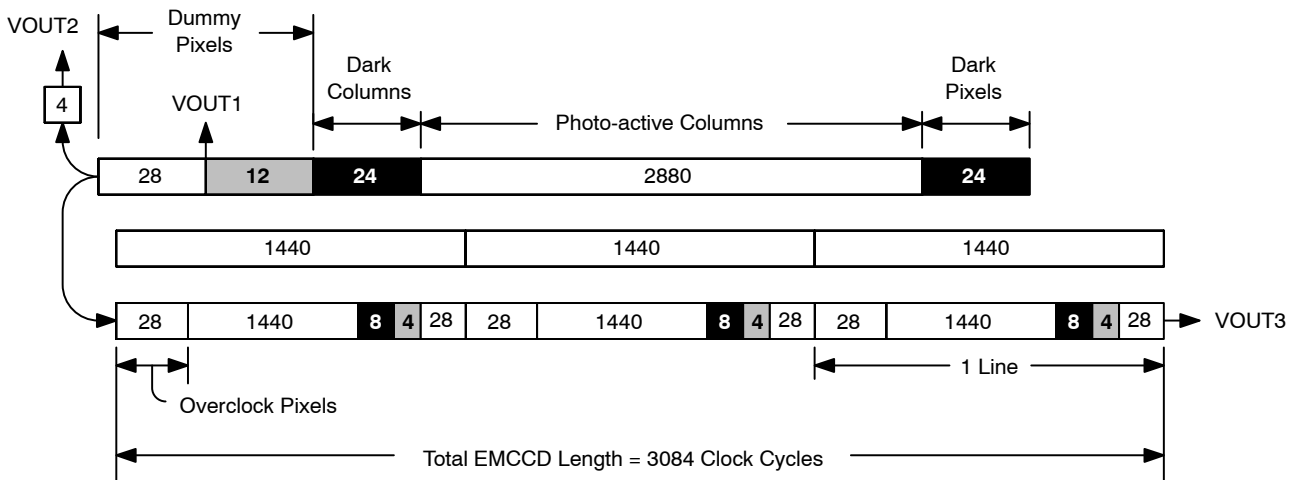 VOUT2
Dummy
Pixels
4
VOUT1
Dark
Columns
Photo-active Columns
Dark
Pixels
28 12 24 2880 24
1440 1440 1440
28 1440 8 4 28 28 1440 8 4 28 28 1440 8 4 28 VOUT3
1 Line
Overclock Pixels
Total EMCCD Length = 3084 Clock Cycles